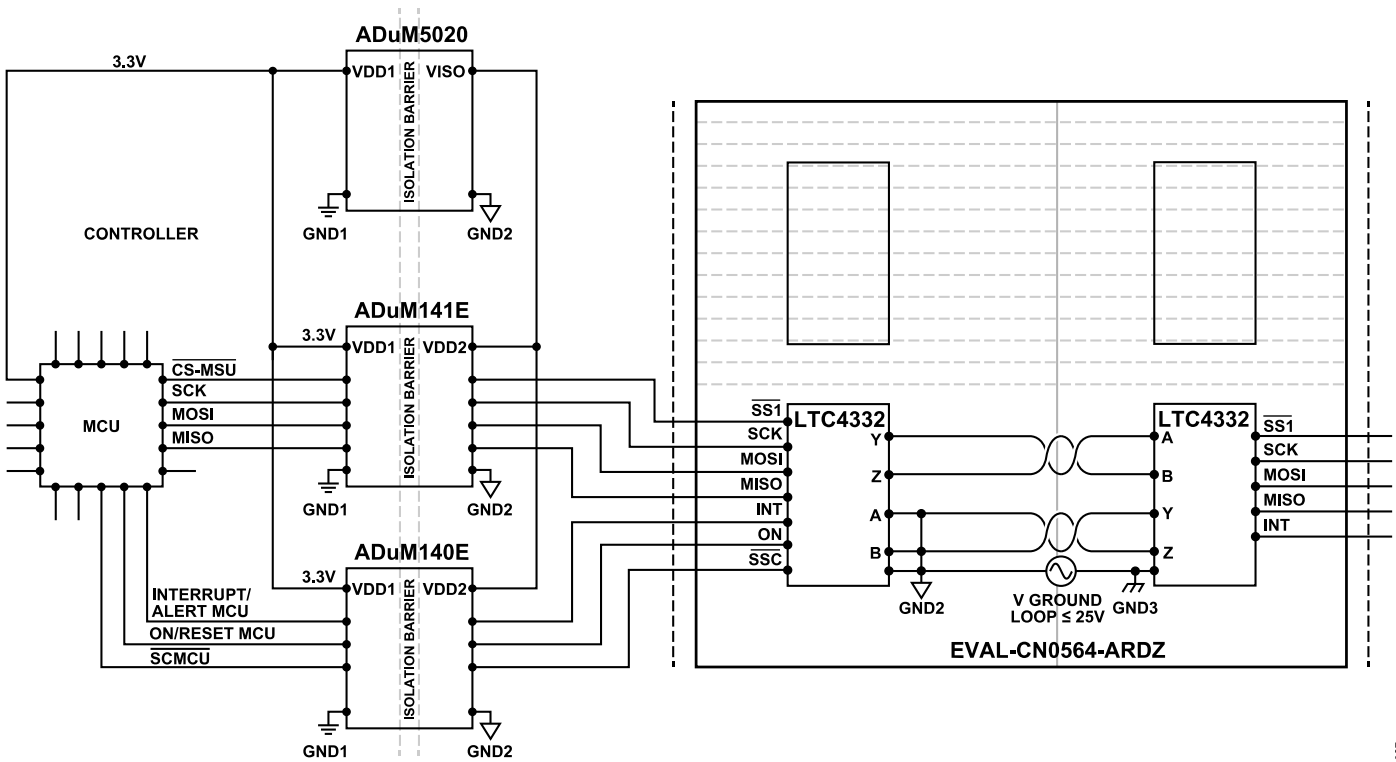 ADuM5020
3.3V
VDD1
VISO
ISOLATION BARRIER
GND1
GND2
CONTROLLER
ADuM141E
3.3V
VDD1
VDD2
ISOLATION BARRIER
GND1
GND2
MCU
CS-MSU
SCK
MOSI
MISO
ADuM140E
3.3V
VDD1
VDD2
ISOLATION BARRIER
GND1
GND2
INTERRUPT/
ALERT MCU
ON/RESET MCU
SCMCU
SS1
SCK
MOSI
MISO
INT
ON
SSC
LTC4332
Y
Z
A
B
GND2
V GROUND
LOOP ≤ 25V
GND3
LTC4332
A
B
Y
Z
SS1
SCK
MOSI
MISO
INT
EVAL-CN0564-ARDZ